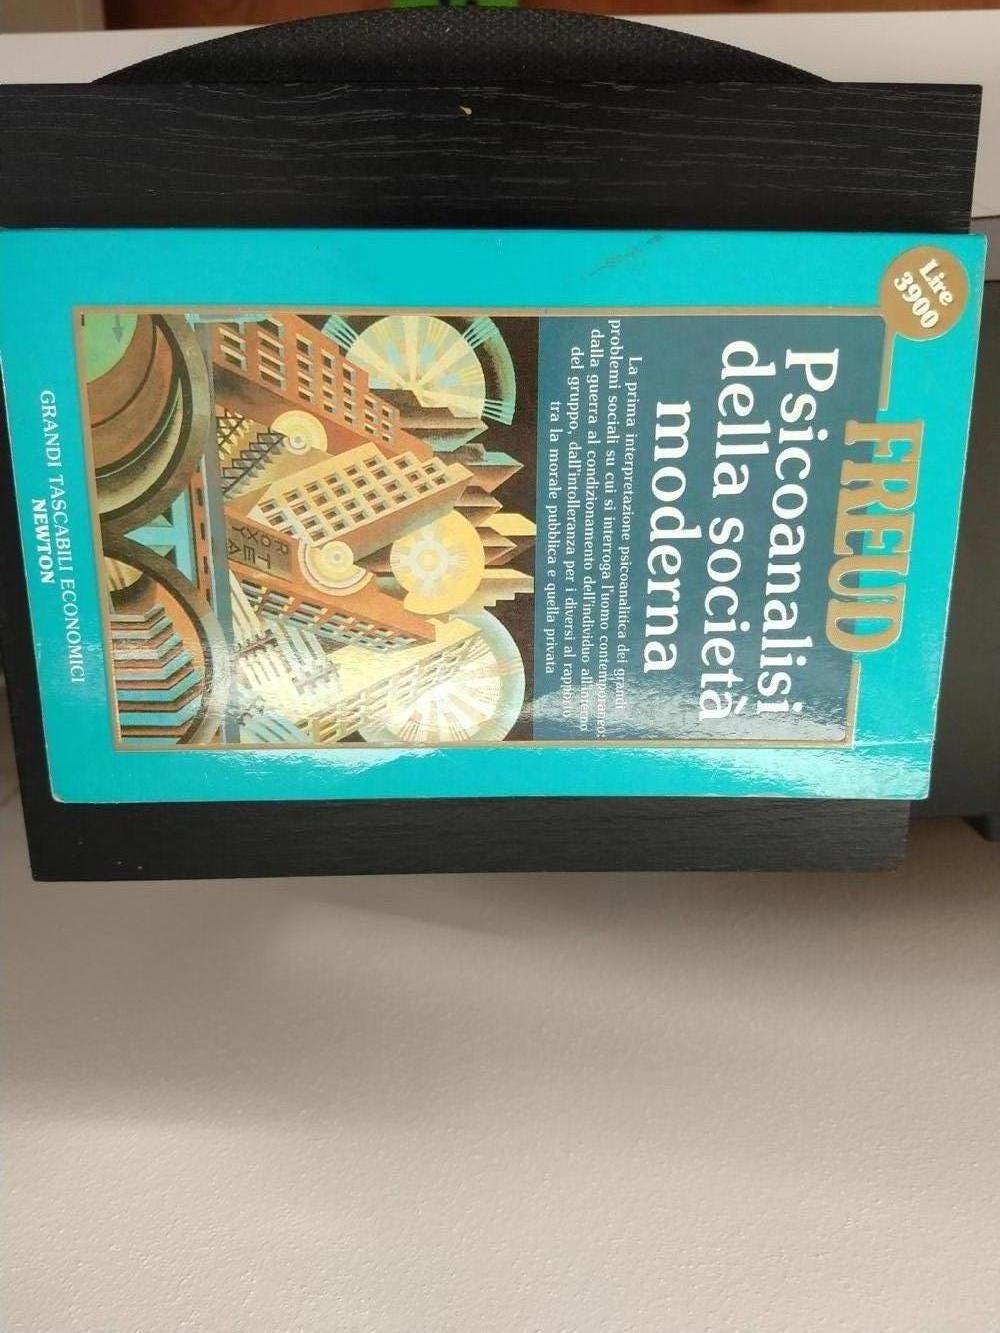 Lire
3900
FREUD
Psicoanalisi
della società
moderna
La prima interpretazione psicoanalitica dei grandi
problemi sociali su cui si interroga l'uomo contemporaneo:
dalla guerra al condizionamento dell'individuo all'interno
del gruppo, dall'intolleranza per i diversi al rapporto
tra la morale pubblica e quella privata
ROXY
TEAT
GRANDI TASCABILI ECONOMICI
NEWTON